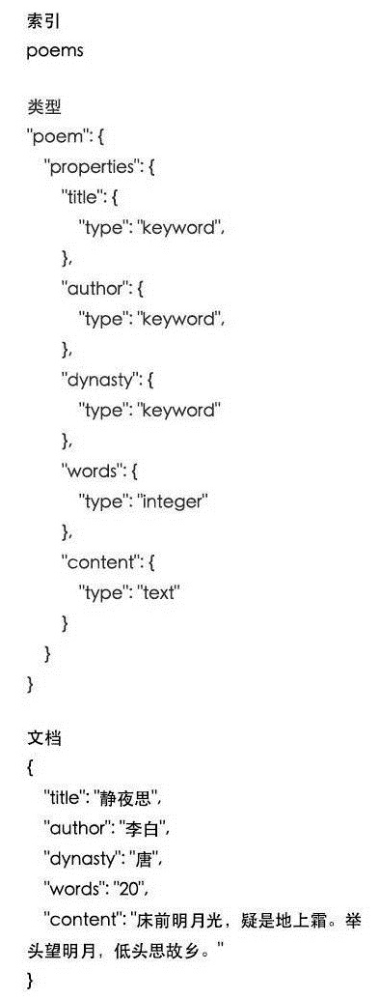 索引
poems
类型
"poem": {
"properties": {
"title": {
"type": "keyword",
},
"author": {
"type": "keyword",
},
"dynasty": {
"type": "keyword"
},
"words": {
"type": "integer"
},
"content": {
"type": "text"
}
}
}
文档
{
"title": "静夜思",
"author": "李白",
"dynasty": "唐",
"words": "20",
"content": "床前明月光，疑是地上霜。举
头望明月，低头思故乡。"
}